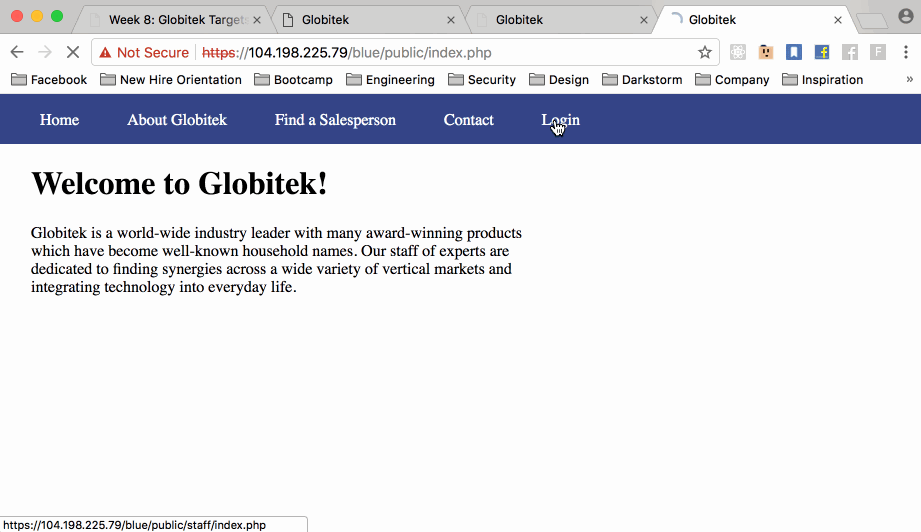 Week 8: Globitek Target
Globitek
Globitek
Globitek
Not Secure https://104.198.225.79/blue/public/index.php
F
Facebook New Hire Orientation Bootcamp Engineering Security Design Darkstorm Company Inspiration »
Home About Globitek Find a Salesperson Contact Login
Welcome to Globitek!
Globitek is a world-wide industry leader with many award-winning products
which have become well-known household names. Our staff of experts are
dedicated to finding synergies across a wide variety of vertical markets and
integrating technology into everyday life.
https://104.198.225.79/blue/public/staff/index.php